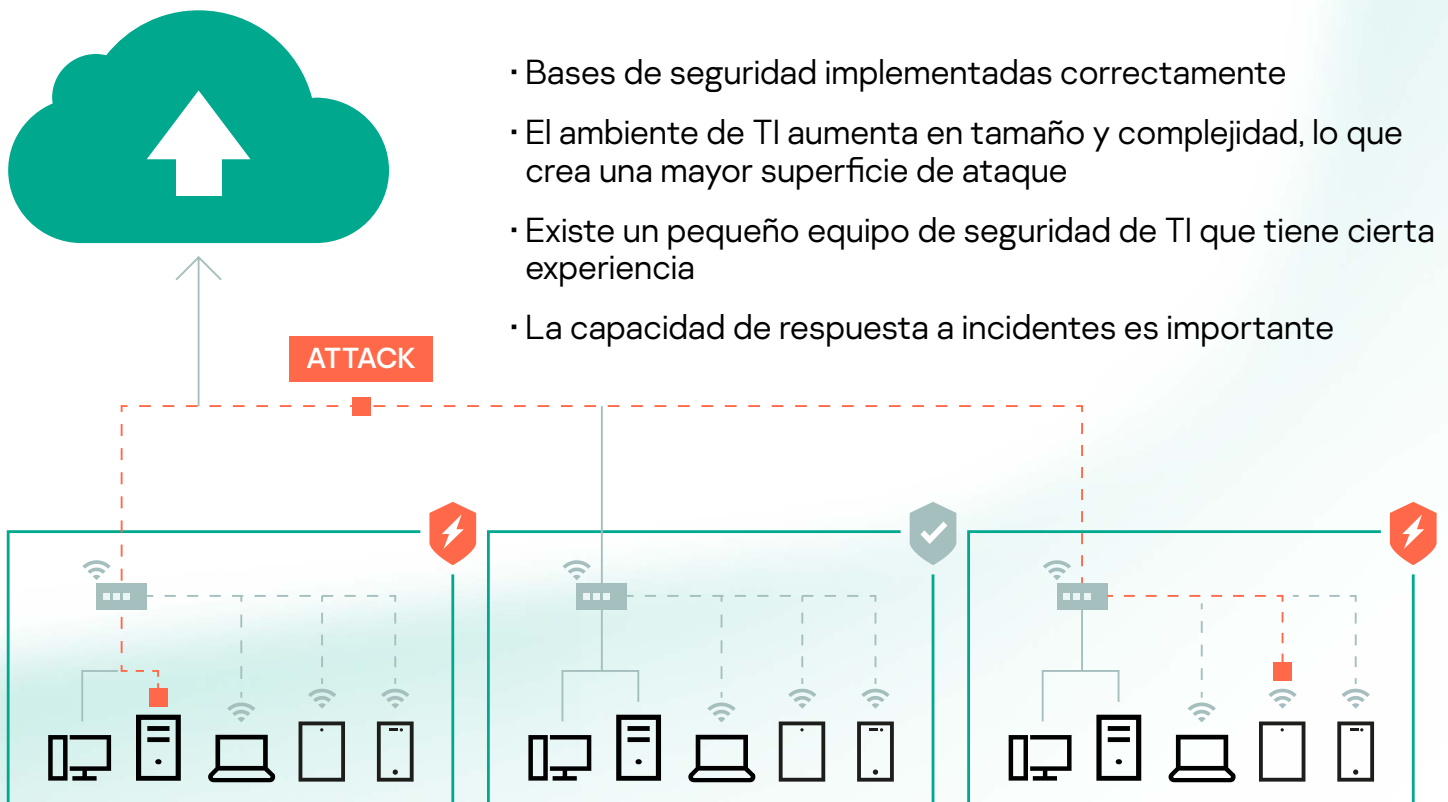 · Bases de seguridad implementadas correctamente
· El ambiente de TI aumenta en tamaño y complejidad, lo que
crea una mayor superficie de ataque
· Existe un pequeño equipo de seguridad de TI que tiene cierta
experiencia
· La capacidad de respuesta a incidentes es importante
ATTACK